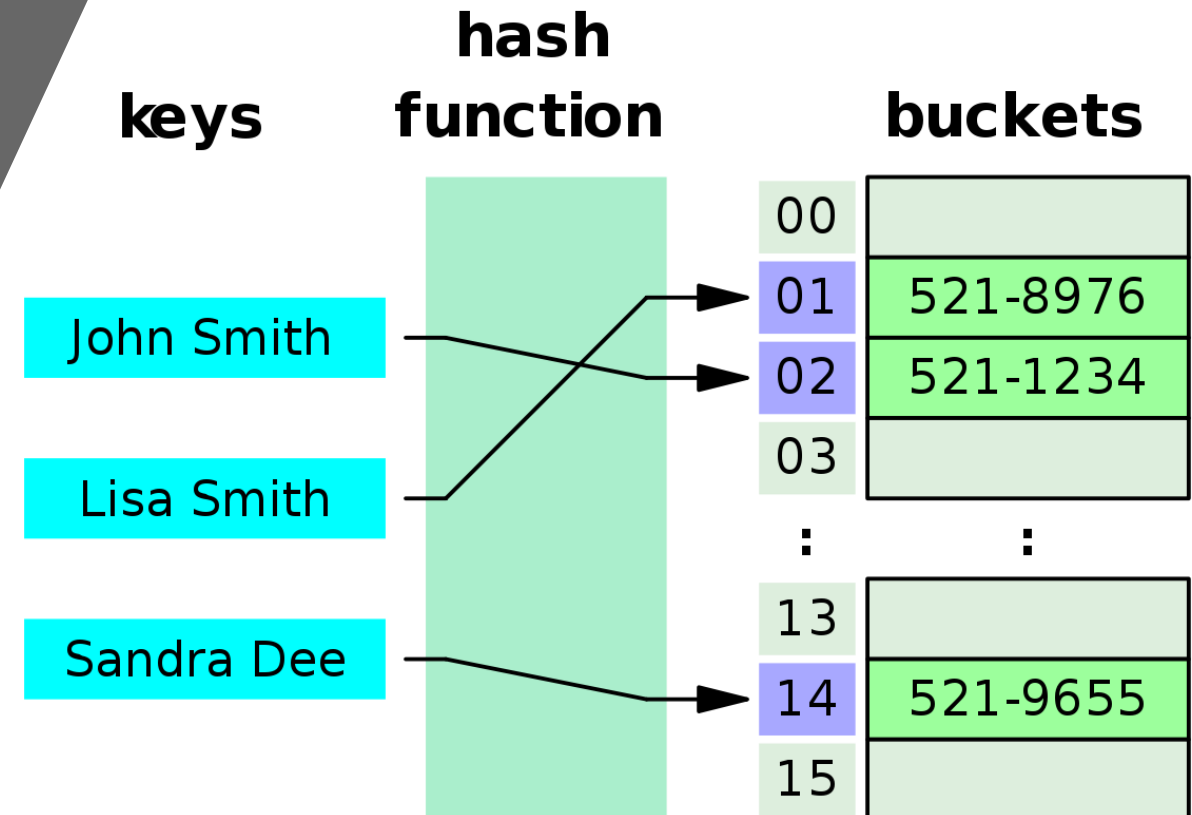 keys
hash
function
buckets
John Smith
Lisa Smith
Sandra Dee
00
01 521-8976
02 521-1234
03
: :
13
14 521-9655
15